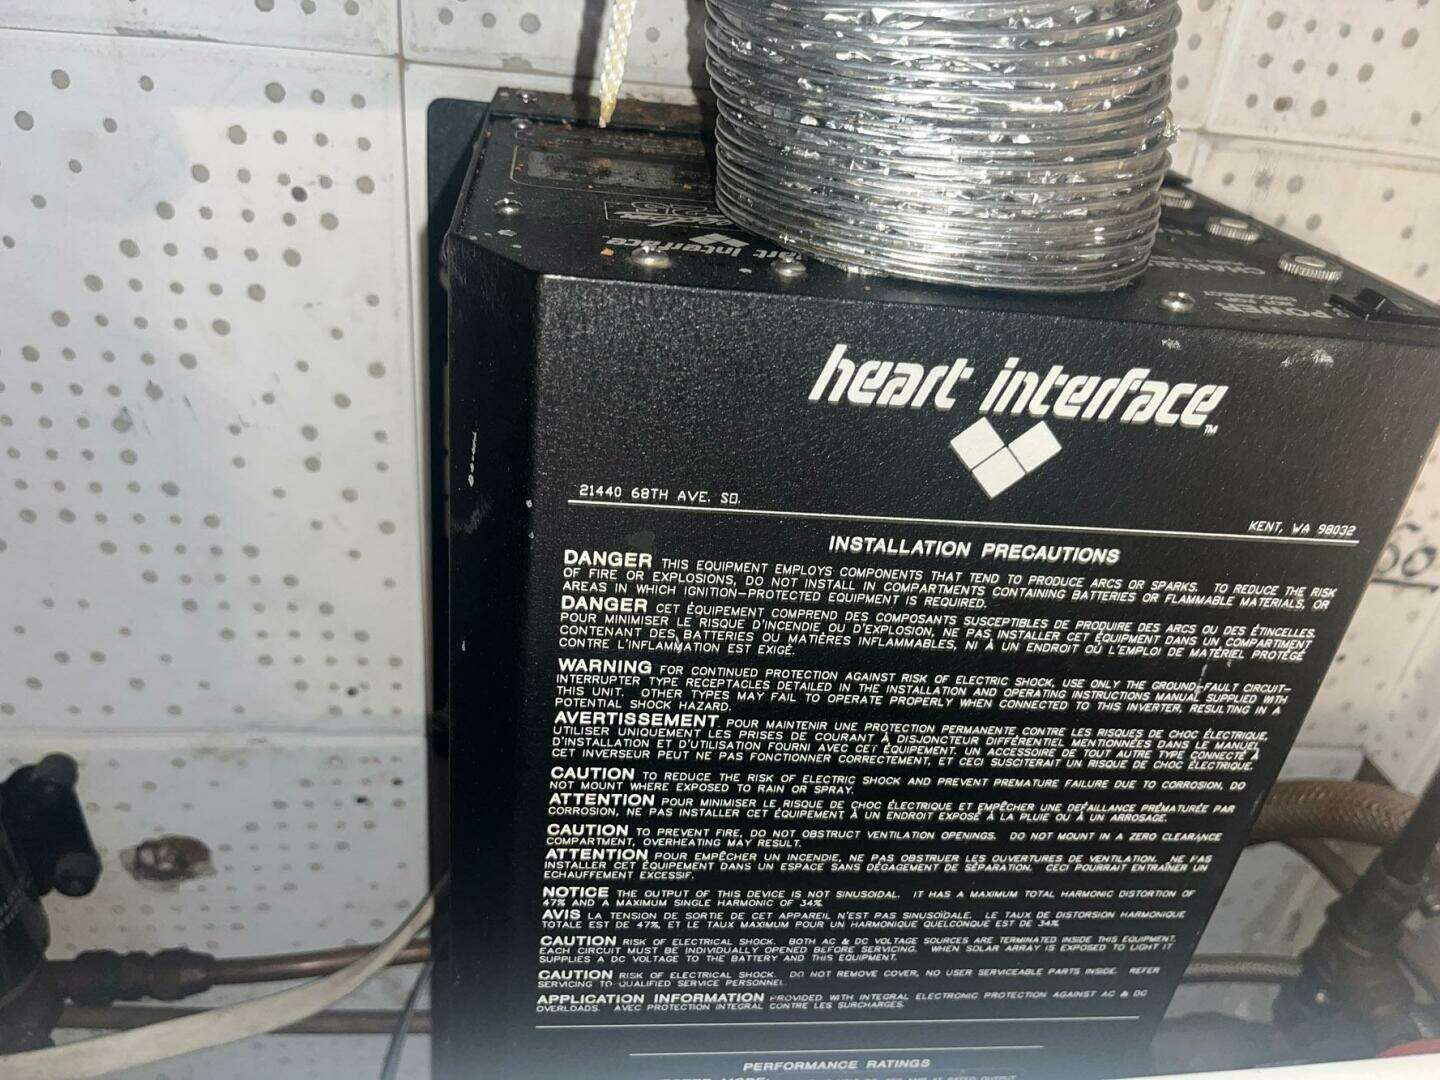 heart interface
heart interface™
POWER
21440 68TH AVE. SO.
KENT, WA 98032
INSTALLATION PRECAUTIONS
DANGER THIS EQUIPMENT EMPLOYS COMPONENTS THAT TEND TO PRODUCE ARCS OR SPARKS. TO REDUCE THE RISK
OF FIRE OR EXPLOSIONS, DO NOT INSTALL IN COMPARTMENTS CONTAINING BATTERIES OR FLAMMABLE MATERIALS, OR
AREAS IN WHICH IGNITION-PROTECTED EQUIPMENT IS REQUIRED.
DANGER CET ÉQUIPEMENT COMPREND DES COMPOSANTS SUSCEPTIBLES DE PRODUIRE DES ARCS OU DES ÉTINCELLES.
POUR MINIMISER LE RISQUE D'INCENDIE OU D'EXPLOSION, NE PAS INSTALLER CET ÉQUIPEMENT DANS UN COMPARTIMENT
CONTENANT DES BATTERIES OU MATIÈRES INFLAMMABLES, NI À UN ENDROIT OÙ L'EMPLOI DE MATÉRIEL PROTÉGÉ
CONTRE L'INFLAMMATION EST EXIGÉ.
WARNING FOR CONTINUED PROTECTION AGAINST RISK OF ELECTRIC SHOCK, USE ONLY THE GROUND-FAULT CIRCUIT-
INTERRUPTER TYPE RECEPTACLES DETAILED IN THE INSTALLATION AND OPERATING INSTRUCTIONS MANUAL SUPPLIED WITH
THIS UNIT. OTHER TYPES MAY FAIL TO OPERATE PROPERLY WHEN CONNECTED TO THIS INVERTER, RESULTING IN A
POTENTIAL SHOCK HAZARD.
AVERTISSEMENT POUR MAINTENIR UNE PROTECTION PERMANENTE CONTRE LES RISQUES DE CHOC ÉLECTRIQUE,
UTILISER UNIQUEMENT LES PRISES DE COURANT À DISJONCTEUR DIFFÉRENTIEL MENTIONNÉES DANS LE MANUEL
D'INSTALLATION ET D'UTILISATION FOURNI AVEC CET ÉQUIPEMENT. UN ACCESSOIRE DE TOUT AUTRE TYPE CONNECTÉ À
CET INVERSEUR PEUT NE PAS FONCTIONNER CORRECTEMENT, ET CECI SUSCITERAIT UN RISQUE DE CHOC ÉLECTRIQUE.
CAUTION TO REDUCE THE RISK OF ELECTRIC SHOCK AND PREVENT PREMATURE FAILURE DUE TO CORROSION, DO
NOT MOUNT WHERE EXPOSED TO RAIN OR SPRAY.
ATTENTION POUR MINIMISER LE RISQUE DE CHOC ÉLECTRIQUE ET EMPÊCHER UNE DEFAILLANCE PRÉMATURÉE PAR
CORROSION, NE PAS INSTALLER CET ÉQUIPEMENT À UN ENDROIT EXPOSÉ À LA PLUIE OU À UN ARROSAGE.
CAUTION TO PREVENT FIRE, DO NOT OBSTRUCT VENTILATION OPENINGS. DO NOT MOUNT IN A ZERO CLEARANCE
COMPARTMENT, OVERHEATING MAY RESULT.
ATTENTION POUR EMPÊCHER UN INCENDIE, NE PAS OBSTRUER LES OUVERTURES DE VENTILATION. NE PAS
INSTALLER CET ÉQUIPEMENT DANS UN ESPACE SANS DÉGAGEMENT DE SÉPARATION. CECI POURRAIT ENTRAÎNER UN
ECHAUFFEMENT EXCESSIF.
NOTICE THE OUTPUT OF THIS DEVICE IS NOT SINUSOIDAL. IT HAS A MAXIMUM TOTAL HARMONIC DISTORTION OF
47% AND A MAXIMUM SINGLE HARMONIC OF 34%
AVIS LA TENSION DE SORTIE DE CET APPAREIL N'EST PAS SINUSOÏDALE. LE TAUX DE DISTORSION HARMONIQUE
TOTALE EST DE 47%, ET LE TAUX MAXIMUM POUR UN HARMONIQUE QUELCONQUE EST DE 34%
CAUTION RISK OF ELECTRICAL SHOCK. BOTH AC & DC VOLTAGE SOURCES ARE TERMINATED INSIDE THIS EQUIPMENT.
EACH CIRCUIT MUST BE INDIVIDUALLY OPENED BEFORE SERVICING. WHEN SOLAR ARRAY IS EXPOSED TO LIGHT IT
SUPPLIES A DC VOLTAGE TO THE BATTERY AND THIS EQUIPMENT.
CAUTION RISK OF ELECTRICAL SHOCK. DO NOT REMOVE COVER, NO USER SERVICEABLE PARTS INSIDE. REFER
SERVICING TO QUALIFIED SERVICE PERSONNEL.
APPLICATION INFORMATION PROVIDED WITH INTEGRAL ELECTRONIC PROTECTION AGAINST AC & DC
OVERLOADS. AVEC PROTECTION INTEGRAL CONTRE LES SURCHARGES.
PERFORMANCE RATINGS